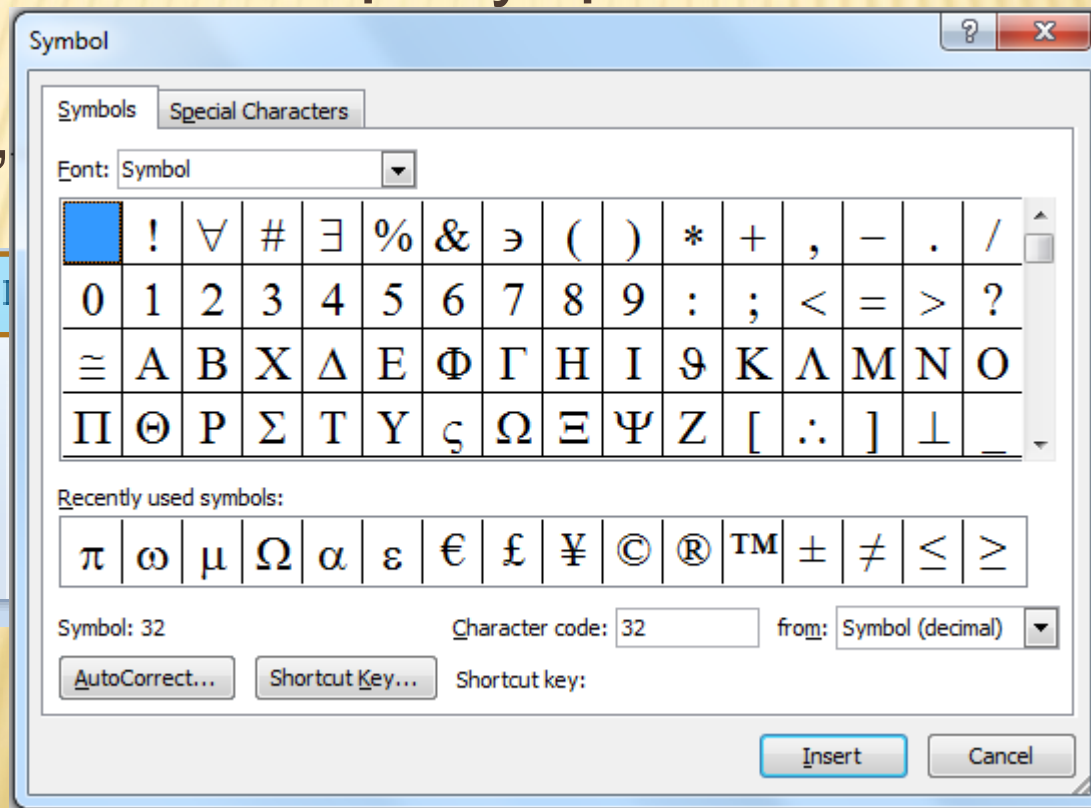 Symbol
Symbols Special Characters
Font: Symbol
! ∀ # ∃ % & ∍ ( ) * + , − . /
0 1 2 3 4 5 6 7 8 9 : ; < = > ?
≅ Α Β Χ Δ Ε Φ Γ Η Ι ϑ Κ Λ Μ Ν Ο
Π Θ Ρ Σ Τ Υ ς Ω Ξ Ψ Ζ [ ∴ ] ⊥ _
Recently used symbols:
π ω μ Ω α ε € £ ¥ © ® ™ ± ≠ ≤ ≥
Symbol: 32 Character code: 32 from: Symbol (decimal)
AutoCorrect... Shortcut Key... Shortcut key:
Insert Cancel